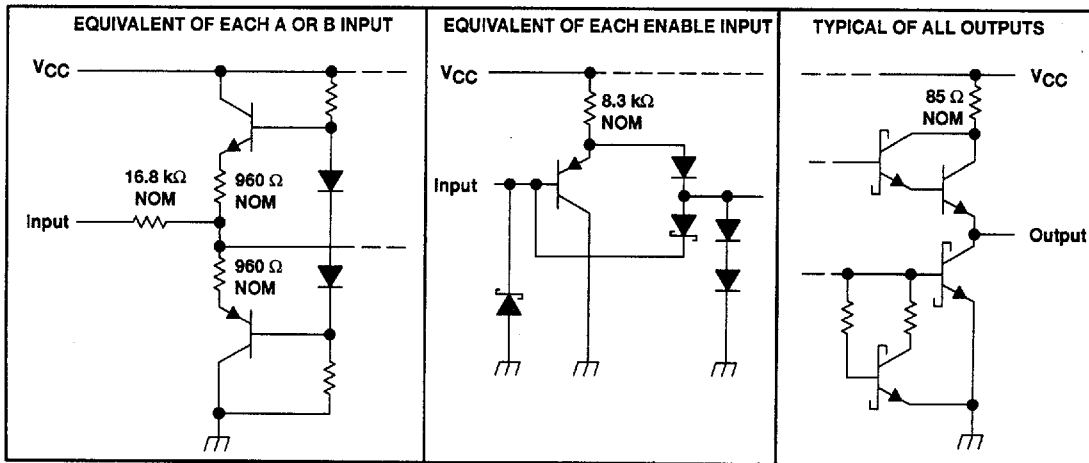 EQUIVALENT OF EACH A OR B INPUT
VCC
16.8 kΩ
NOM
960 Ω
NOM
Input
960 Ω
NOM
EQUIVALENT OF EACH ENABLE INPUT
VCC
8.3 kΩ
NOM
Input
TYPICAL OF ALL OUTPUTS
VCC
85 Ω
NOM
Output